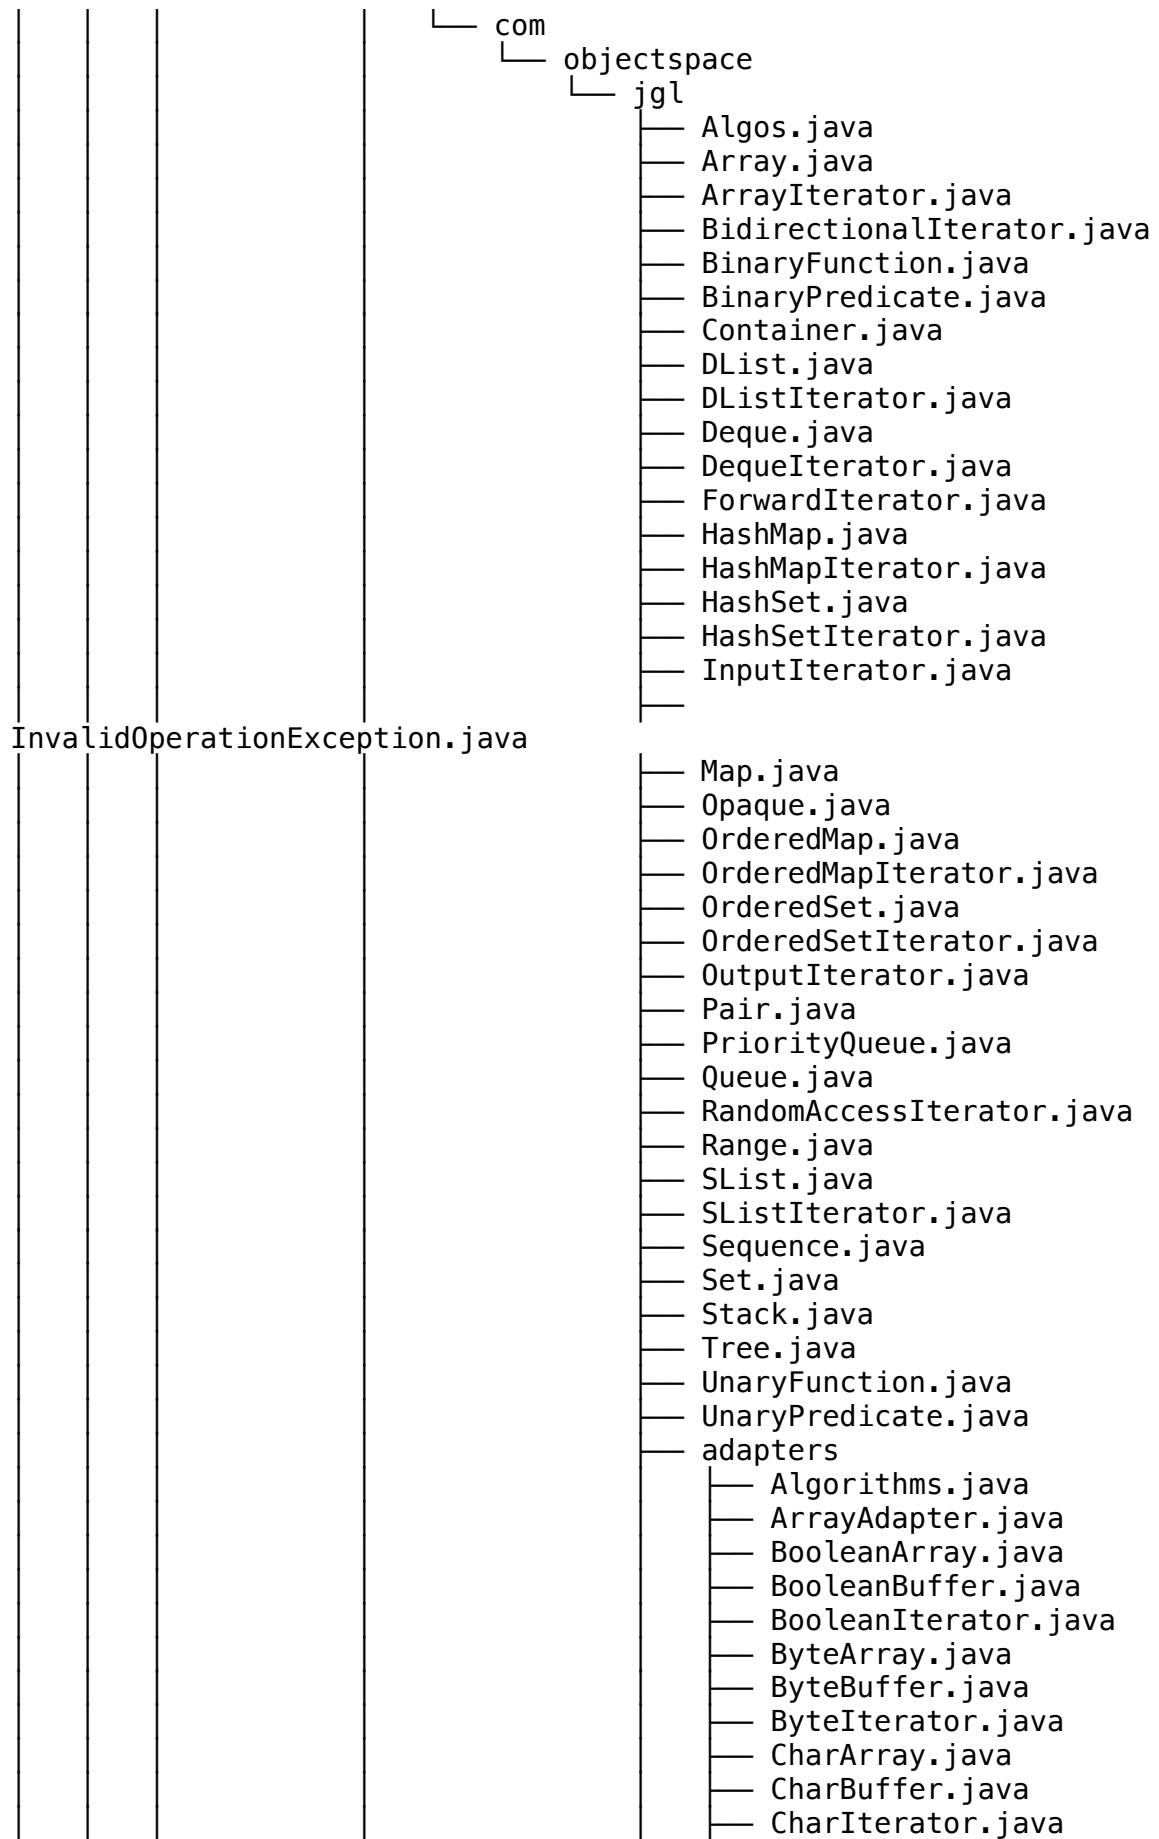 com
objectspace
jgl
Algos.java
Array.java
ArrayIterator.java
BidirectionalIterator.java
BinaryFunction.java
BinaryPredicate.java
Container.java
DList.java
DListIterator.java
Deque.java
DequeIterator.java
ForwardIterator.java
HashMap.java
HashMapIterator.java
HashSet.java
HashSetIterator.java
InputIterator.java
InvalidOperationException.java
Map.java
Opaque.java
OrderedMap.java
OrderedMapIterator.java
OrderedSet.java
OrderedSetIterator.java
OutputIterator.java
Pair.java
PriorityQueue.java
Queue.java
RandomAccessIterator.java
Range.java
SList.java
SListIterator.java
Sequence.java
Set.java
Stack.java
Tree.java
UnaryFunction.java
UnaryPredicate.java
adapters
Algorithms.java
ArrayAdapter.java
BooleanArray.java
BooleanBuffer.java
BooleanIterator.java
ByteArray.java
ByteBuffer.java
ByteIterator.java
CharArray.java
CharBuffer.java
CharIterator.java